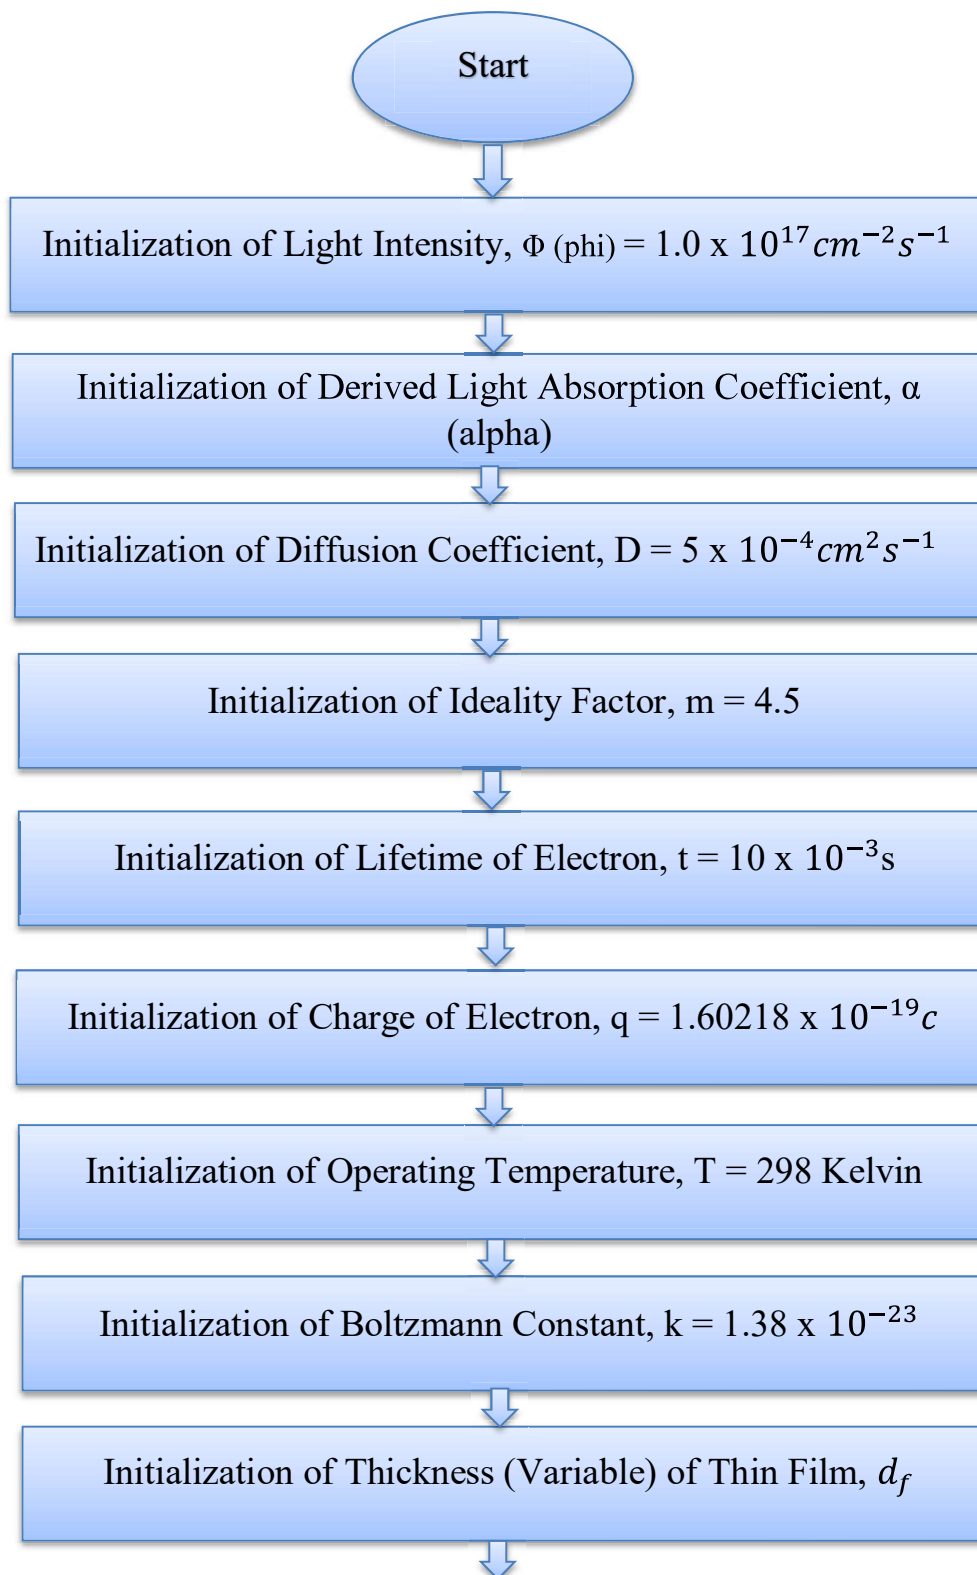 Start
Initialization of Light Intensity, Φ (phi) = 1.0 x 10⁻¹⁷cm⁻²s⁻¹
Initialization of Derived Light Absorption Coefficient, α
(alpha)
Initialization of Diffusion Coefficient, D = 5 x 10⁻⁴cm²s⁻¹
Initialization of Ideality Factor, m = 4.5
Initialization of Lifetime of Electron, t = 10 x 10⁻³s
Initialization of Charge of Electron, q = 1.60218 x 10⁻¹⁹c
Initialization of Operating Temperature, T = 298 Kelvin
Initialization of Boltzmann Constant, k = 1.38 x 10⁻²³
Initialization of Thickness (Variable) of Thin Film, d_f